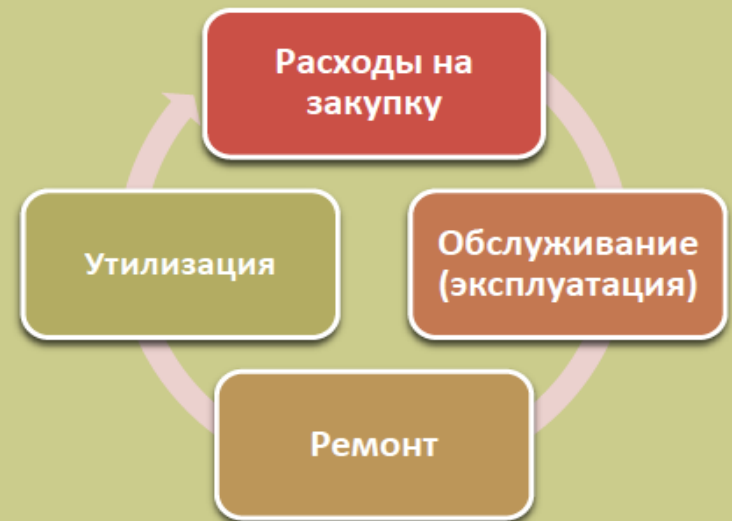 Расходы на
закупку
Обслуживание
(эксплуатация)
Ремонт
Утилизация